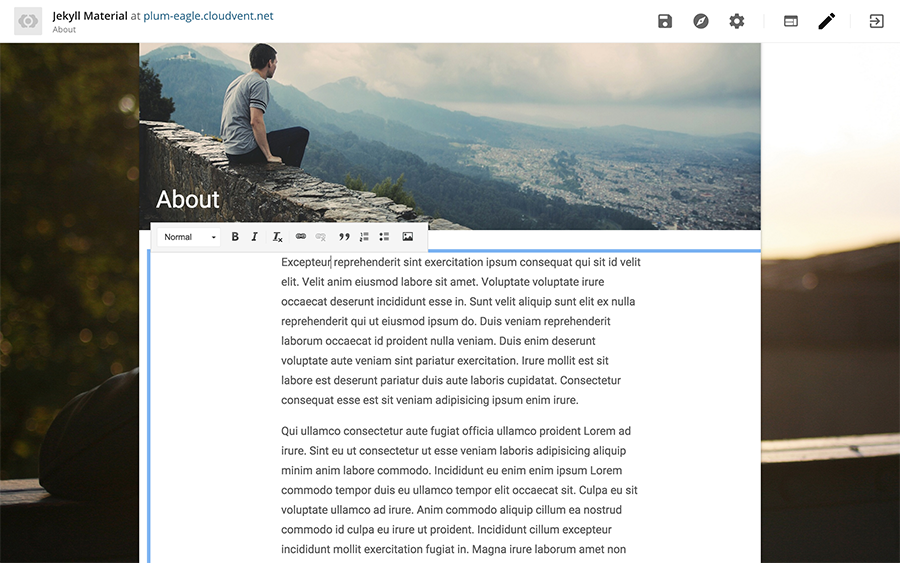 Jekyll Material at plum-eagle.cloudvent.net
About
About
Normal
Excepteur reprehenderit sint exercitation ipsum consequat qui sit id velit
elit. Velit anim eiusmod labore sit amet. Voluptate voluptate irure
occaecat deserunt incididunt esse in. Sunt velit aliquip sunt elit ex nulla
reprehenderit qui ut eiusmod ipsum do. Duis veniam reprehenderit
laborum occaecat id proident nulla veniam. Duis enim deserunt
voluptate aute veniam sint pariatur exercitation. Irure mollit est sit
labore est deserunt pariatur duis aute laboris cupidatat. Consectetur
consequat esse est sit veniam adipisicing ipsum enim irure.
Qui ullamco consectetur aute fugiat officia ullamco proident Lorem ad
irure. Sint eu ut consectetur ut esse veniam laboris adipisicing aliquip
minim anim labore commodo. Incididunt eu enim enim ipsum Lorem
commodo tempor duis eu ullamco tempor elit occaecat sit. Culpa eu sit
voluptate ullamco ad irure. Anim commodo aliquip cillum ea nostrud
commodo id culpa eu irure ut proident. Incididunt cillum excepteur
incididunt mollit exercitation fugiat in. Magna irure laborum amet non